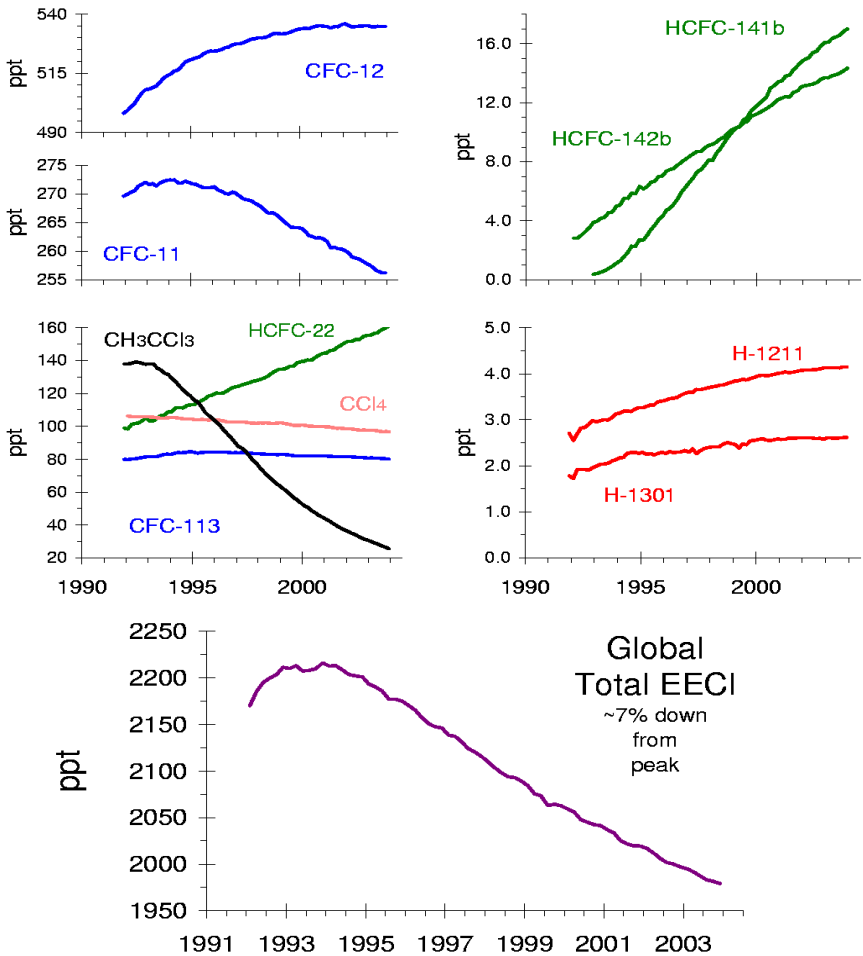 540
515
490
ppt
CFC-12
275
270
265
260
255
ppt
CFC-11
16.0
12.0
8.0
4.0
0.0
ppt
HCFC-141b
HCFC-142b
160
140
120
100
80
60
40
20
ppt
CH3CCl3
HCFC-22
CCl4
CFC-113
1990
1995
2000
5.0
4.0
3.0
2.0
1.0
0.0
ppt
H-1211
H-1301
1990
1995
2000
2250
2200
2150
2100
2050
2000
1950
ppt
Global
Total EECl
~7% down
from
peak
1991
1993
1995
1997
1999
2001
2003